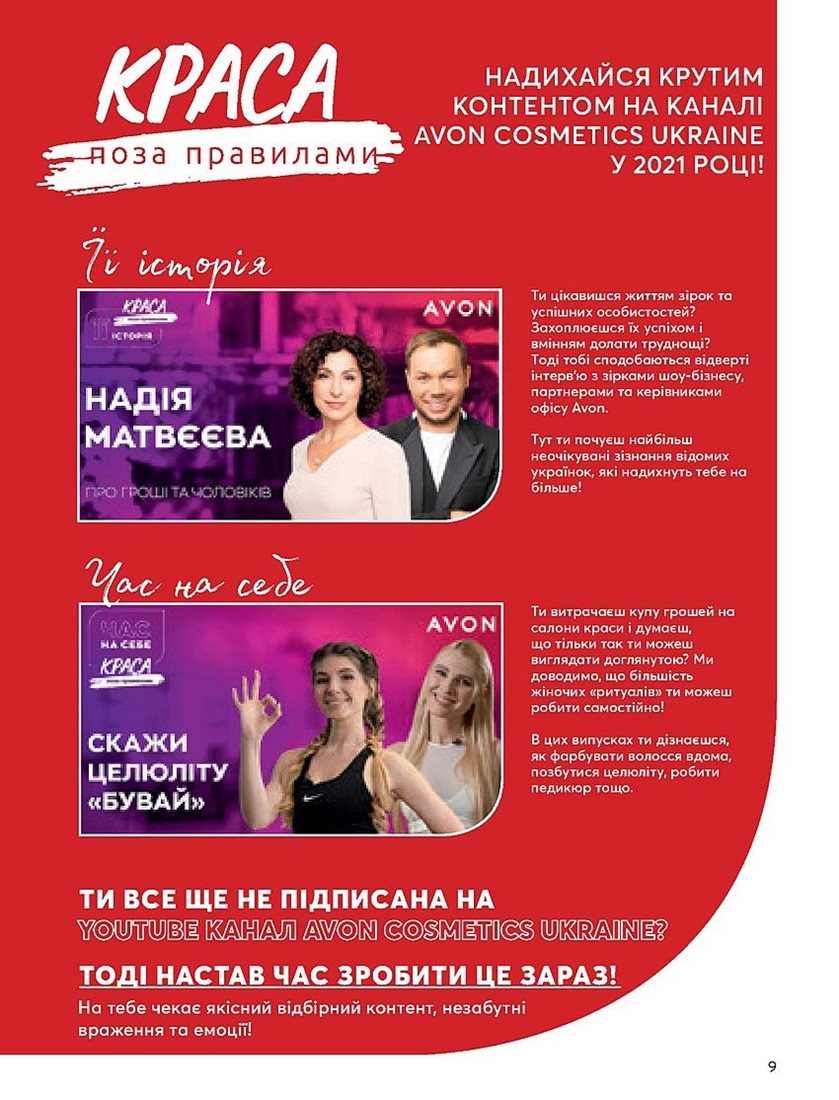 КРАСА
поза правилами
НАДИХАЙСЯ КРУТИМ
КОНТЕНТОМ НА КАНАЛІ
AVON COSMETICS UKRAINE
У 2021 РОЦІ!
Її історія
КРАСА
ЇЇ
ІСТОРІЯ
AVON
НАДІЯ
МАТВЄЄВА
ПРО ГРОШІ ТА ЧОЛОВІКІВ
Ти цікавишся життям зірок та
успішних особистостей?
Захоплюєшся їх успіхом і
вмінням долати труднощі?
Тоді тобі сподобаються відверті
інтерв'ю з зірками шоу-бізнесу,
партнерами та керівниками
офісу Avon.
Тут ти почуєш найбільш
неочікувані зізнання відомих
українок, які надихнуть тебе на
більше!
Час на себе
ЧАС
НА СЕБЕ
КРАСА
AVON
СКАЖИ
ЦЕЛЮЛІТУ
«БУВАЙ»
Ти витрачаєш купу грошей на
салони краси і думаєш,
що тільки так ти можеш
виглядати доглянутою? Ми
доводимо, що більшість
жіночих «ритуалів» ти можеш
робити самостійно!
В цих випусках ти дізнаєшся,
як фарбувати волосся вдома,
позбутися целюліту, робити
педикюр тощо.
ТИ ВСЕ ЩЕ НЕ ПІДПИСАНА НА
YOUTUBE КАНАЛ AVON COSMETICS UKRAINE?
ТОДІ НАСТАВ ЧАС ЗРОБИТИ ЦЕ ЗАРАЗ!
На тебе чекає якісний відбірний контент, незабутні
враження та емоції!
9